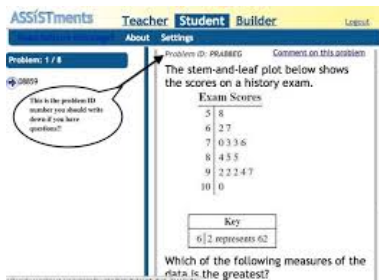 ASSiSTments
Teacher Student Builder
Logout
About Settings
Problem: 1 / 8
Problem ID: PRABBEG
Comment on this problem
The stem-and-leaf plot below shows
the scores on a history exam.
Exam Scores
5 8
6 2 7
7 0 3 3 6
8 4 5 5
9 2 2 2 4 7
10 0
This is the problem ID
number you should write
down if you have
questions!!
Key
6|2 represents 62
Which of the following measures of the
data is the greatest?